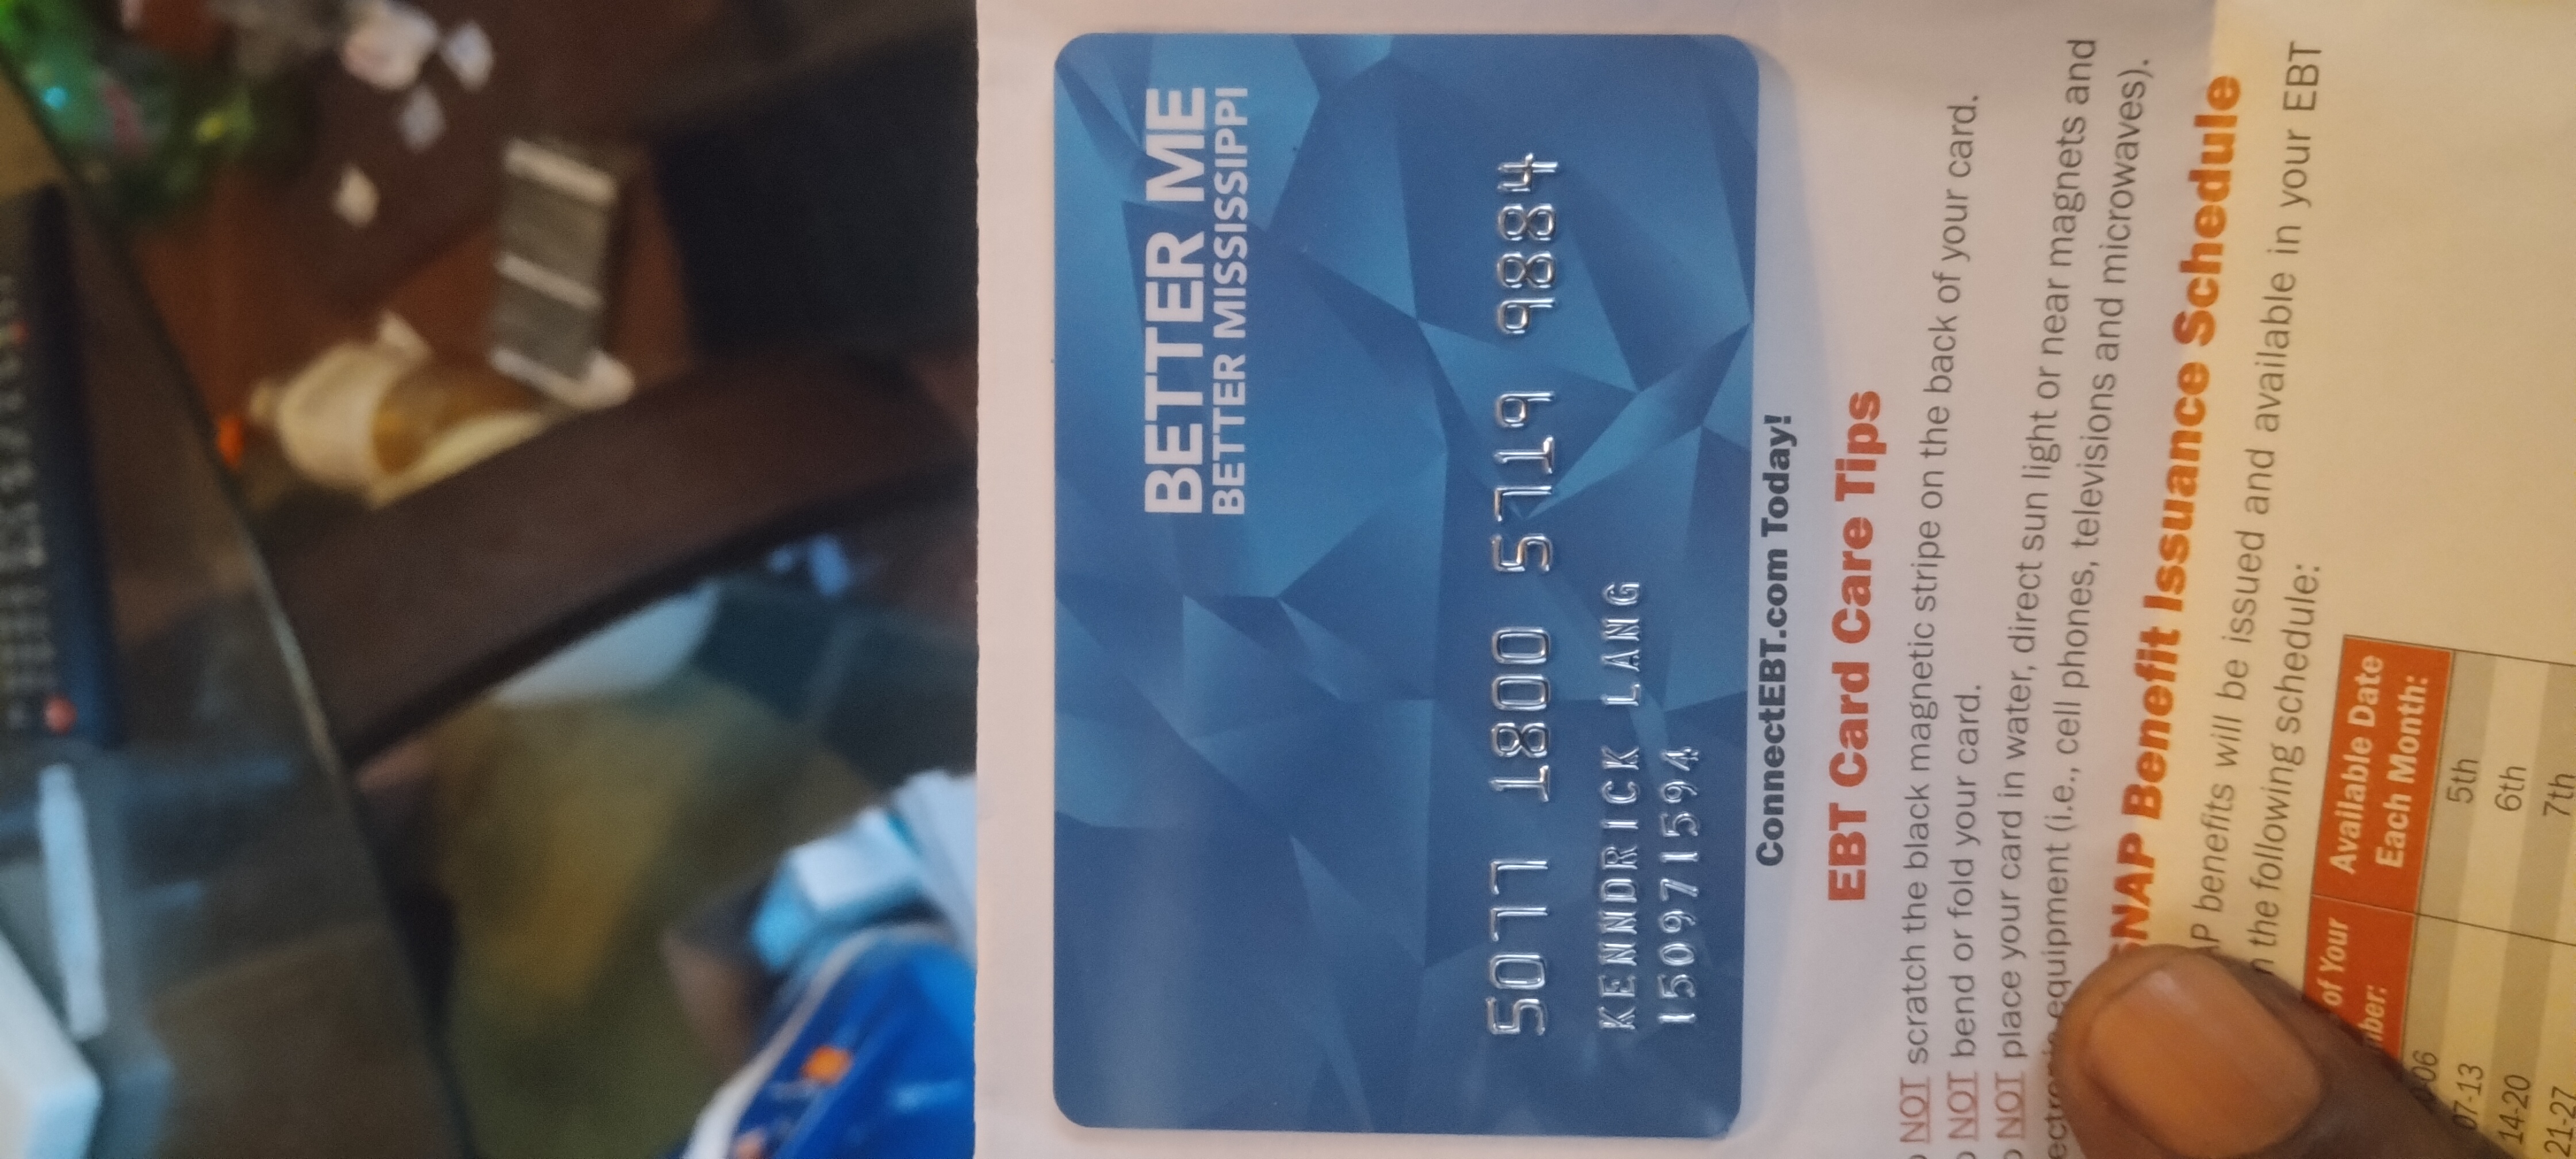 BETTER ME
BETTER MISSISSIPPI
5077 1800 5719 9884
KENNDRICK LANG
150971594
ConnectEBT.com Today!
EBT Card Care Tips
NOT scratch the black magnetic stripe on the back of your card.
NOT bend or fold your card.
NOT place your card in water, direct sun light or near magnets and
equipment (i.e., cell phones, televisions and microwaves).
SNAP Benefit Issuance Schedule
benefits will be issued and available in your EBT
the following schedule:
of Your
Available Date
Each Month:
5th
07-13 6th
14-20 7th
21-27